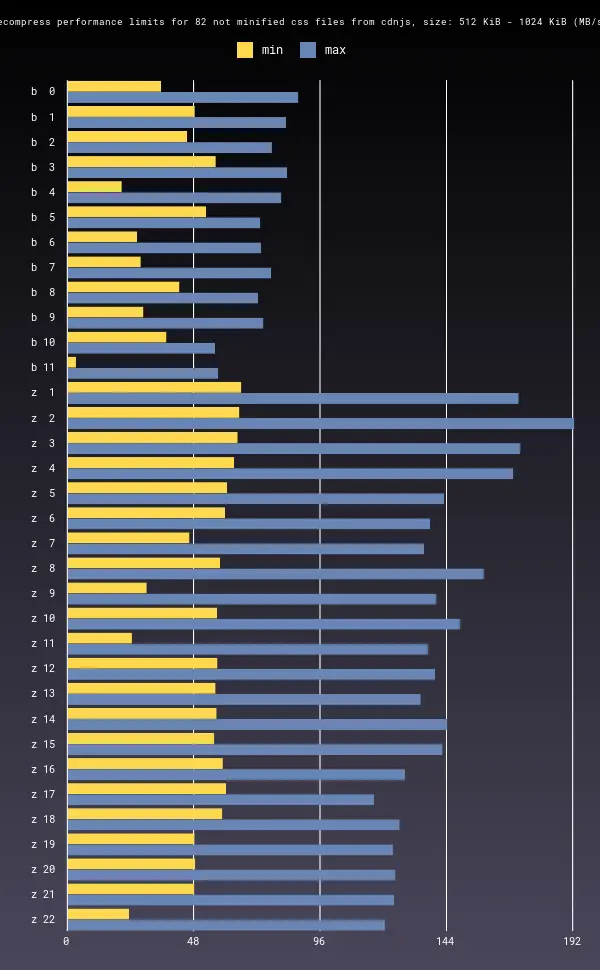 ecompress performance limits for 82 not minified css files from cdnjs, size: 512 KiB - 1024 KiB (MB/s
min max
b 0
b 1
b 2
b 3
b 4
b 5
b 6
b 7
b 8
b 9
b 10
b 11
z 1
z 2
z 3
z 4
z 5
z 6
z 7
z 8
z 9
z 10
z 11
z 12
z 13
z 14
z 15
z 16
z 17
z 18
z 19
z 20
z 21
z 22
0 48 96 144 192